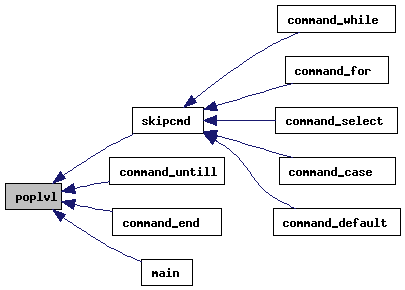 command_while
command_for
skipcmd
command_select
command_untill
command_case
poplvl
command_end
command_default
main